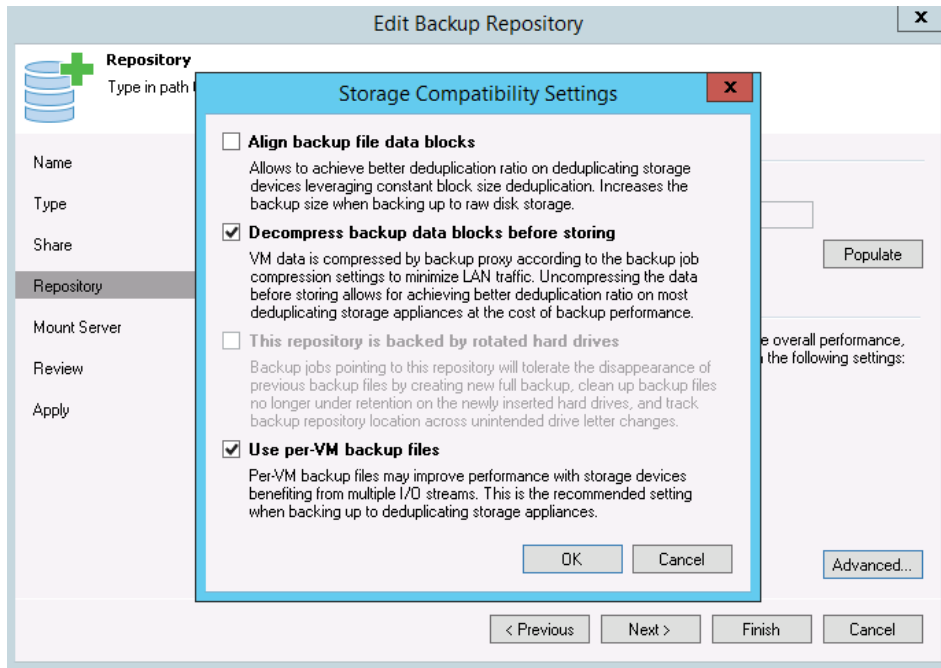 Edit Backup Repository
x
Repository
Type in path
Storage Compatibility Settings
x
Align backup file data blocks
Allows to achieve better deduplication ratio on deduplicating storage
devices leveraging constant block size deduplication. Increases the
backup size when backing up to raw disk storage.
Decompress backup data blocks before storing
VM data is compressed by backup proxy according to the backup job
compression settings to minimize LAN traffic. Uncompressing the data
before storing allows for achieving better deduplication ratio on most
deduplicating storage appliances at the cost of backup performance.
This repository is backed by rotated hard drives
Backup jobs pointing to this repository will tolerate the disappearance of
previous backup files by creating new full backup, clean up backup files
no longer under retention on the newly inserted hard drives, and track
backup repository location across unintended drive letter changes.
Use per-VM backup files
Per-VM backup files may improve performance with storage devices
benefiting from multiple I/O streams. This is the recommended setting
when backing up to deduplicating storage appliances.
OK
Cancel
Name
Type
Share
Repository
Mount Server
Review
Apply
Populate
e overall performance,
the following settings:
Advanced...
< Previous
Next >
Finish
Cancel